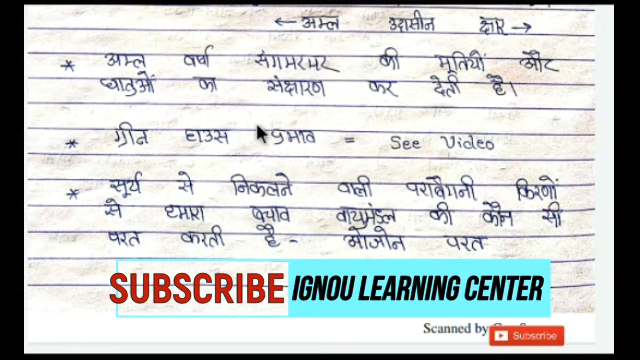 ← अम्ल उदासीन क्षार →
* अम्ल वर्षा संगमरमर की मूर्तियों और
धातुओं का संक्षारण कर देती है।
* ग्रीन हाउस प्रभाव = See Video
* सूर्य से निकलने वाली पराबैगनी किरणों
से हमारा बचाव वायुमंडल की कौन सी
परत करती है - ओजोन परत
SUBSCRIBE IGNOU LEARNING CENTER
Scanned by
Subscribe